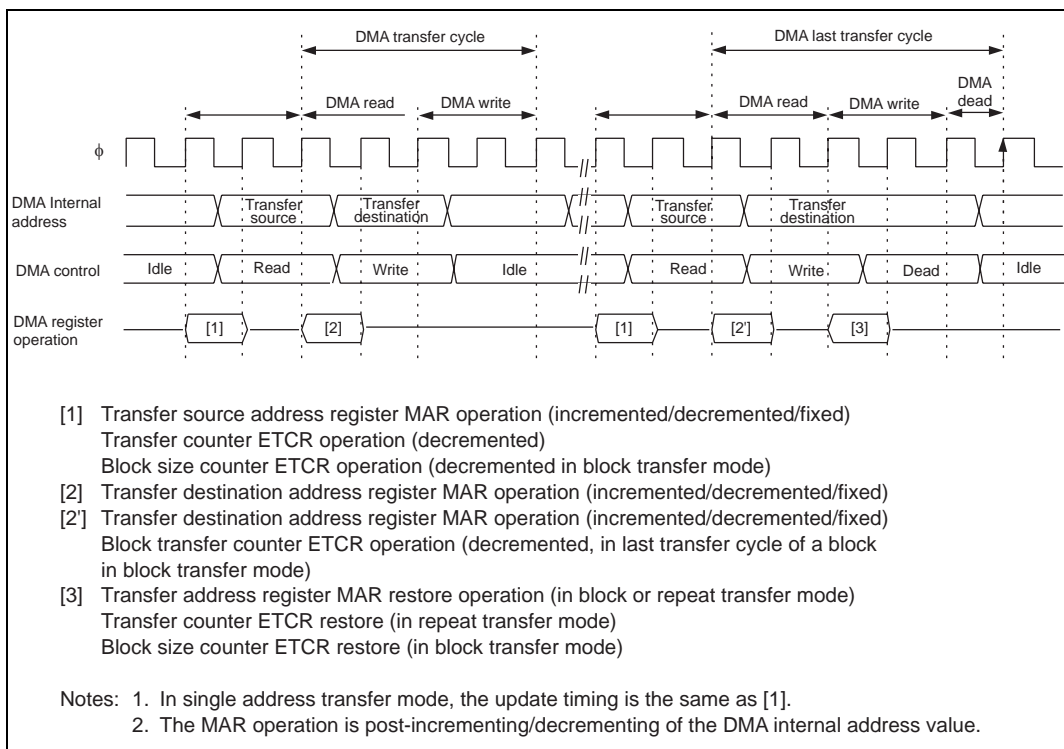 DMA transfer cycle DMA last transfer cycle
DMA read DMA write DMA read DMA write DMA dead
ϕ
DMA Internal address Transfer source Transfer destination Transfer source Transfer destination
DMA control Idle Read Write Idle Read Write Dead Idle
DMA register operation [1] [2] [1] [2'] [3]
[1] Transfer source address register MAR operation (incremented/decremented/fixed)
Transfer counter ETCR operation (decremented)
Block size counter ETCR operation (decremented in block transfer mode)
[2] Transfer destination address register MAR operation (incremented/decremented/fixed)
[2'] Transfer destination address register MAR operation (incremented/decremented/fixed)
Block transfer counter ETCR operation (decremented, in last transfer cycle of a block
in block transfer mode)
[3] Transfer address register MAR restore operation (in block or repeat transfer mode)
Transfer counter ETCR restore (in repeat transfer mode)
Block size counter ETCR restore (in block transfer mode)
Notes: 1. In single address transfer mode, the update timing is the same as [1].
2. The MAR operation is post-incrementing/decrementing of the DMA internal address value.